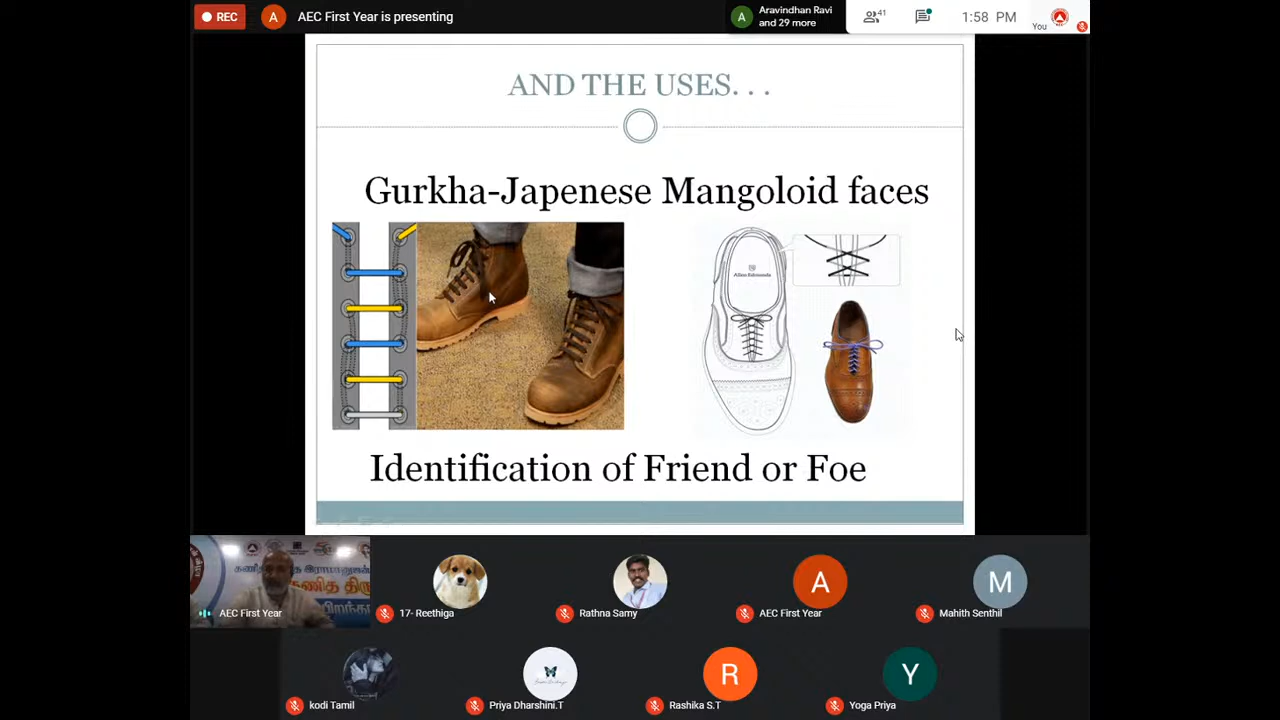 REC
A
AEC First Year is presenting
A
Aravindhan Ravi
and 29 more
41
1:58 PM
You
AND THE USES. . .
Gurkha-Japenese Mangoloid faces
Allen Edmonds
Identification of Friend or Foe
AEC First Year
17- Reethiga
Rathna Samy
A
AEC First Year
M
Mahith Senthil
kodi Tamil
Priya Dharshini.T
R
Rashika S.T
Y
Yoga Priya